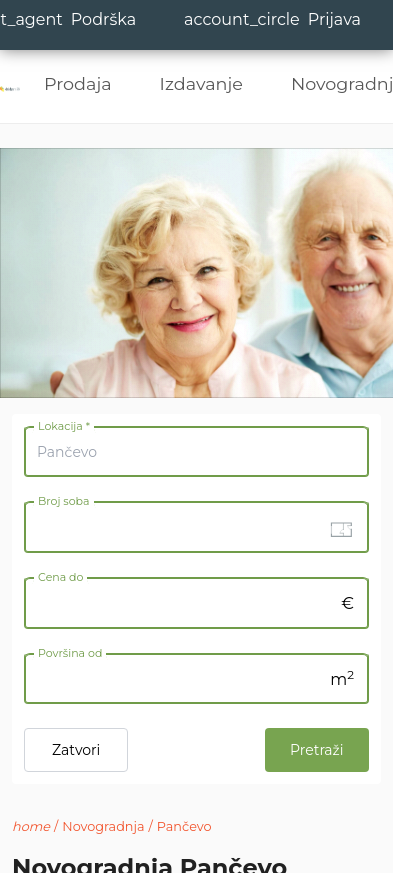 t_agent Podrška account_circle Prijava
Prodaja Izdavanje Novogradnj
Lokacija *
Pančevo
Broj soba
Cena do
€
Površina od
m²
Zatvori Pretraži
home / Novogradnja / Pančevo
Novogradnja Pančevo